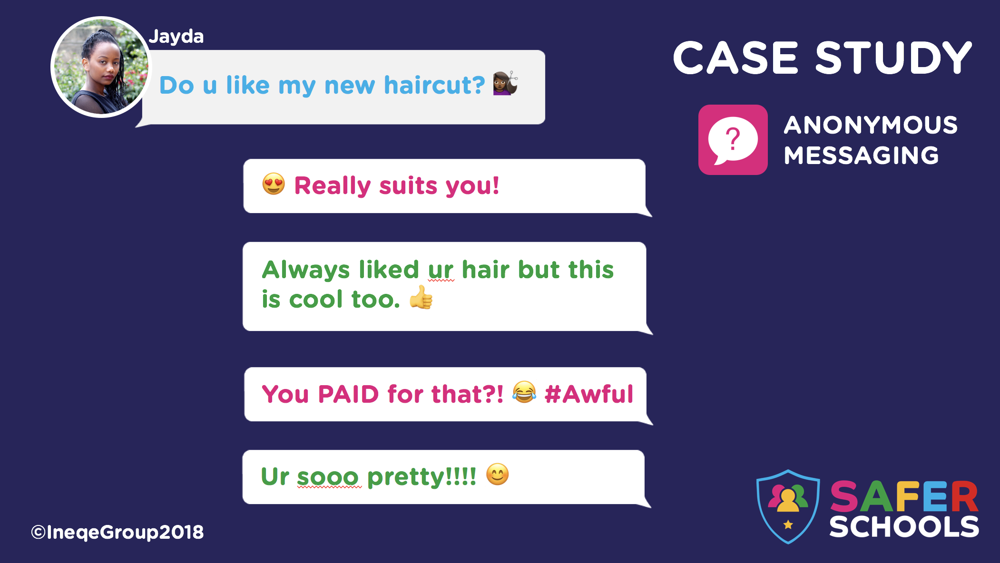 Jayda
Do u like my new haircut? 💇🏿‍♀️
CASE STUDY
?
ANONYMOUS
MESSAGING
😍 Really suits you!
Always liked ur hair but this
is cool too. 👍
You PAID for that?! 😂 #Awful
Ur sooo pretty!!!! 😊
©IneqeGroup2018
SAFER
SCHOOLS